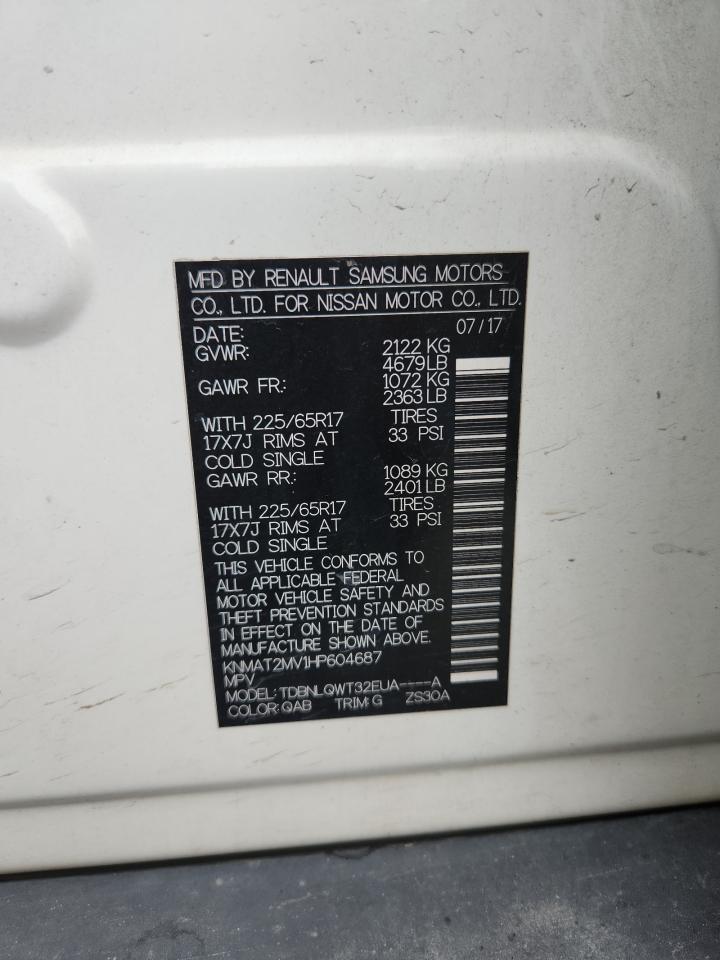 MFD BY RENAULT SAMSUNG MOTORS
CO., LTD. FOR NISSAN MOTOR CO., LTD.
DATE: 07/17
GVWR: 2122 KG
4679LB
GAWR FR.: 1072 KG
2363LB
WITH 225/65R17 TIRES
17X7J RIMS AT 33 PSI
COLD SINGLE
GAWR RR.: 1089 KG
2401LB
WITH 225/65R17 TIRES
17X7J RIMS AT 33 PSI
COLD SINGLE
THIS VEHICLE CONFORMS TO
ALL APPLICABLE FEDERAL
MOTOR VEHICLE SAFETY AND
THEFT PREVENTION STANDARDS
IN EFFECT ON THE DATE OF
MANUFACTURE SHOWN ABOVE.
KNMAT2MV1HP604687
MPV
MODEL: TDBNLQWT32EUA----A
COLOR: QAB TRIM: G ZS30A